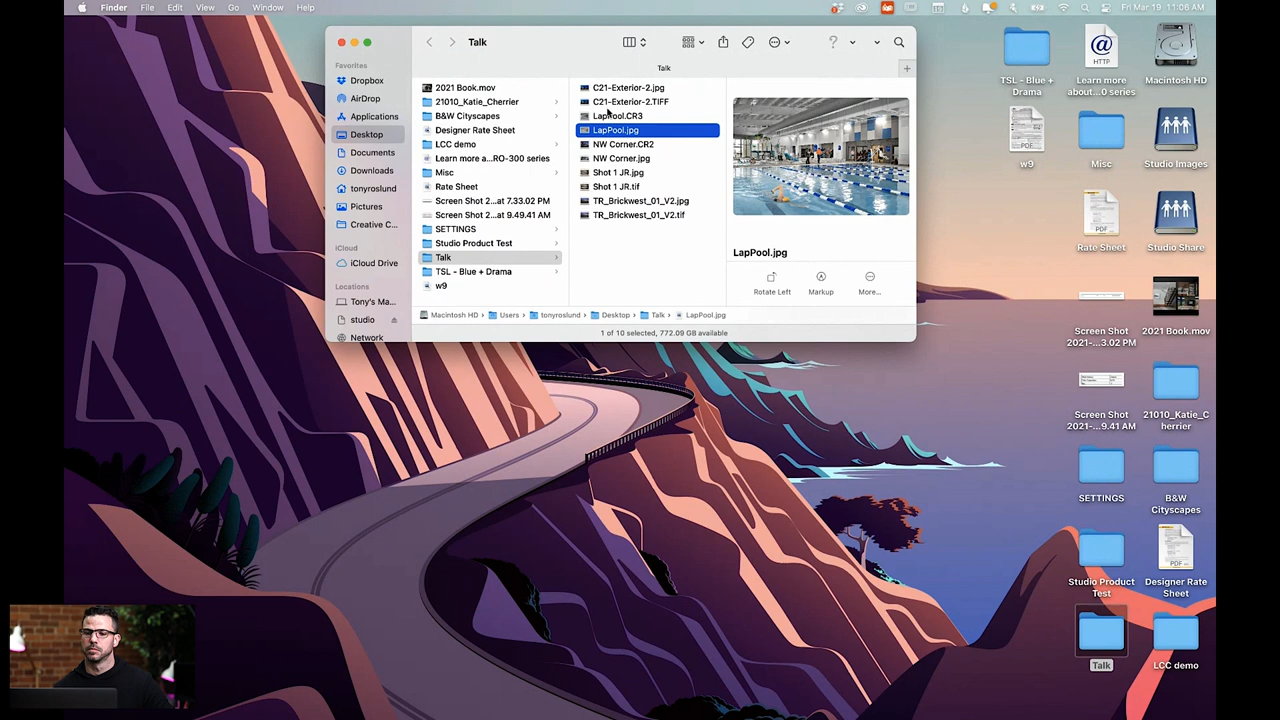 Finder File Edit View Go Window Help
Fri Mar 19 11:06 AM
Talk
Talk
Favorites
Dropbox
AirDrop
Applications
Desktop
Documents
Downloads
tonyroslund
Pictures
Creative C...
iCloud
iCloud Drive
Locations
Tony's Ma...
studio
Network
2021 Book.mov
21010_Katie_Cherrier
B&W Cityscapes
Designer Rate Sheet
LCC demo
Learn more a...RO-300 series
Misc
Rate Sheet
Screen Shot 2...at 7.33.02 PM
Screen Shot 2...at 9.49.41 AM
SETTINGS
Studio Product Test
Talk
TSL - Blue + Drama
w9
C21-Exterior-2.jpg
C21-Exterior-2.TIFF
LapPool.CR3
LapPool.jpg
NW Corner.CR2
NW Corner.jpg
Shot 1 JR.jpg
Shot 1 JR.tif
TR_Brickwest_01_V2.jpg
TR_Brickwest_01_V2.tif
LapPool.jpg
Rotate Left
Markup
More...
Macintosh HD › Users › tonyroslund › Desktop › Talk › LapPool.jpg
1 of 10 selected, 772.09 GB available
TSL - Blue +
Drama
HTTP
Learn more
about...0 series
Macintosh HD
PDF
w9
Misc
Studio Images
PDF
Rate Sheet
Studio Share
Screen Shot
2021-...3.02 PM
2021 Book.mov
Screen Shot
2021-...9.41 AM
21010_Katie_C
herrier
SETTINGS
B&W
Cityscapes
Studio Product
Test
PDF
Designer Rate
Sheet
Talk
LCC demo